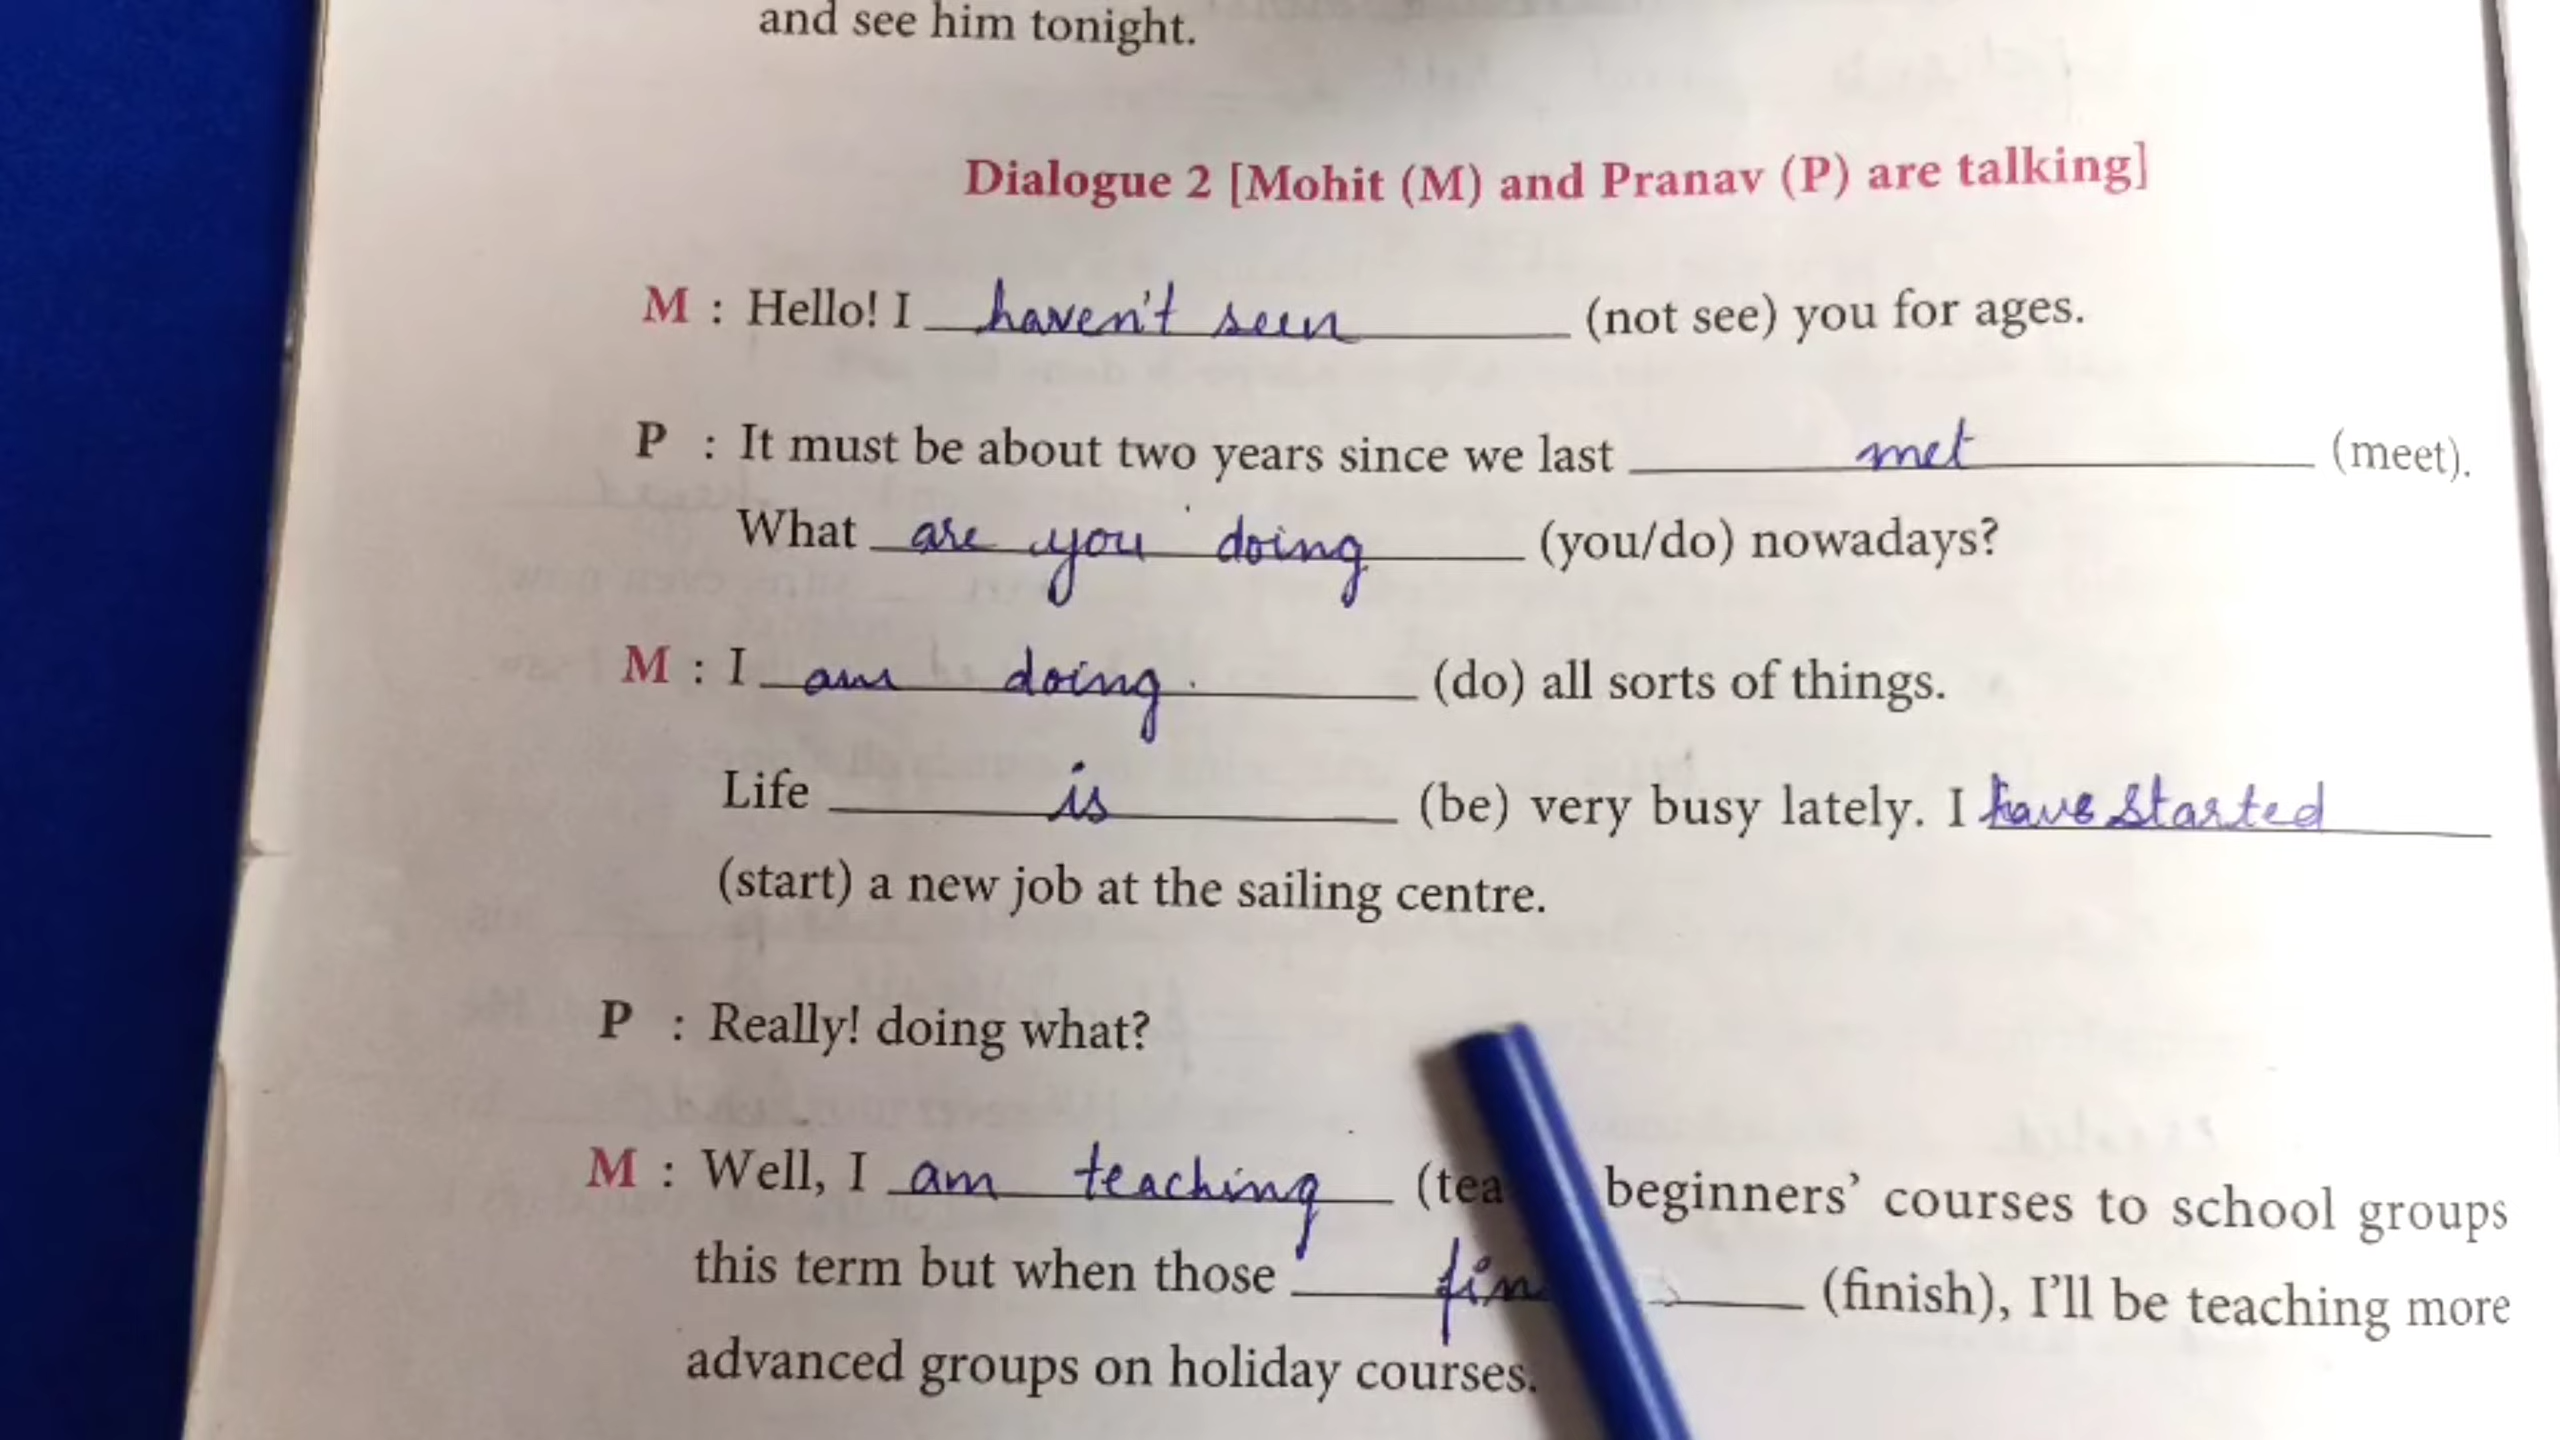 and see him tonight.
Dialogue 2 [Mohit (M) and Pranav (P) are talking]
M : Hello! I haven't seen (not see) you for ages.
P : It must be about two years since we last met (meet).
What are you doing (you/do) nowadays?
M : I am doing (do) all sorts of things.
Life is (be) very busy lately. I have started
(start) a new job at the sailing centre.
P : Really! doing what?
M : Well, I am teaching beginners' courses to school groups
this term but when those (finish), I'll be teaching more
advanced groups on holiday courses.